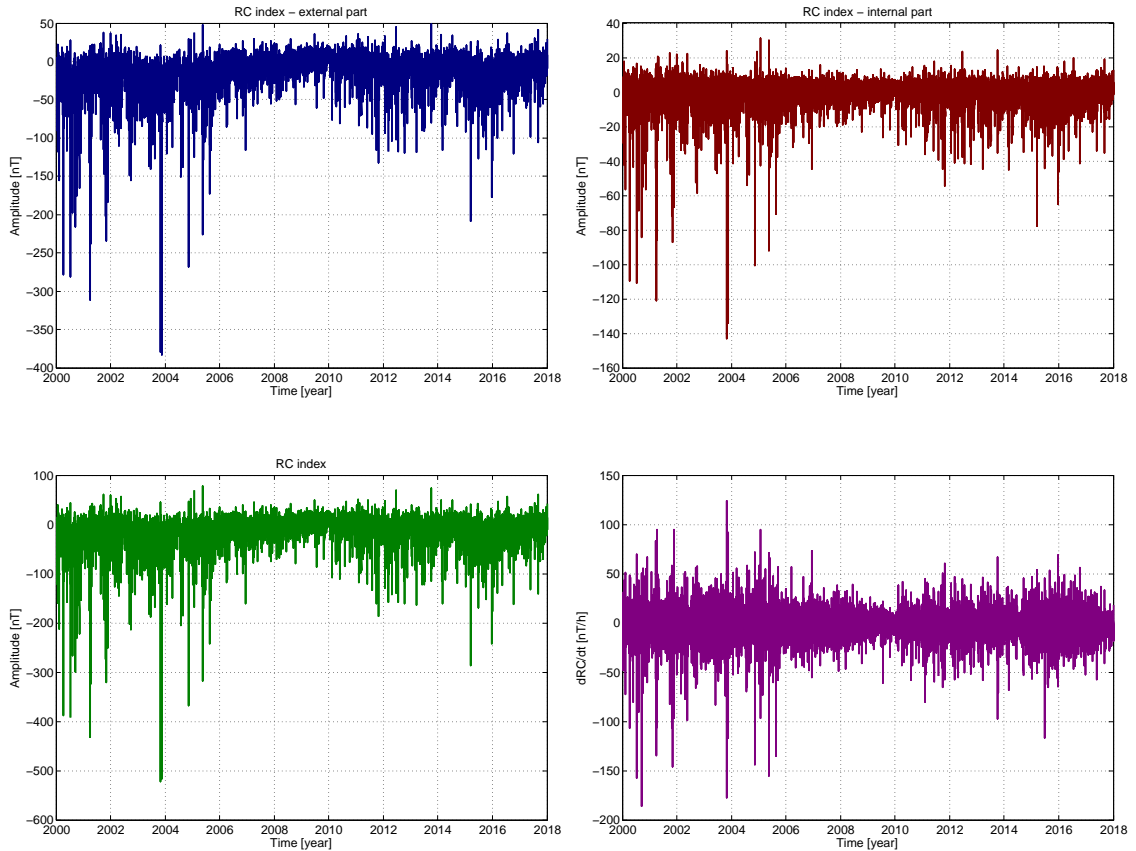 RC index – external part
50
0
−50
−100
−150
−200
−250
−300
−350
−400
Amplitude [nT]
2000 2002 2004 2006 2008 2010 2012 2014 2016 2018
Time [year]
RC index – internal part
40
20
0
−20
−40
−60
−80
−100
−120
−140
−160
Amplitude [nT]
2000 2002 2004 2006 2008 2010 2012 2014 2016 2018
Time [year]
RC index
100
0
−100
−200
−300
−400
−500
−600
Amplitude [nT]
2000 2002 2004 2006 2008 2010 2012 2014 2016 2018
Time [year]
150
100
50
0
−50
−100
−150
−200
dRC/dt [nT/h]
2000 2002 2004 2006 2008 2010 2012 2014 2016 2018
Time [year]